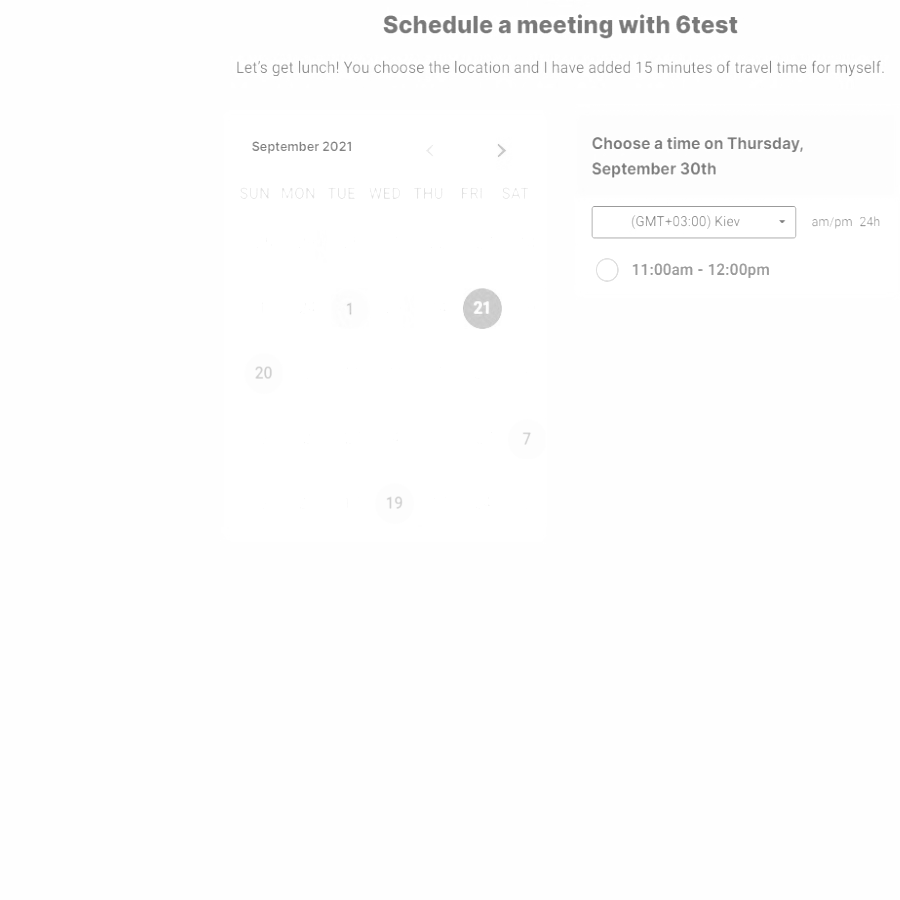 Schedule a meeting with 6test
Let's get lunch! You choose the location and I have added 15 minutes of travel time for myself.
September 2021
SUN MON TUE WED THU FRI SAT
1 21
20
7
19
Choose a time on Thursday,
September 30th
(GMT+03:00) Kiev am/pm 24h
11:00am - 12:00pm